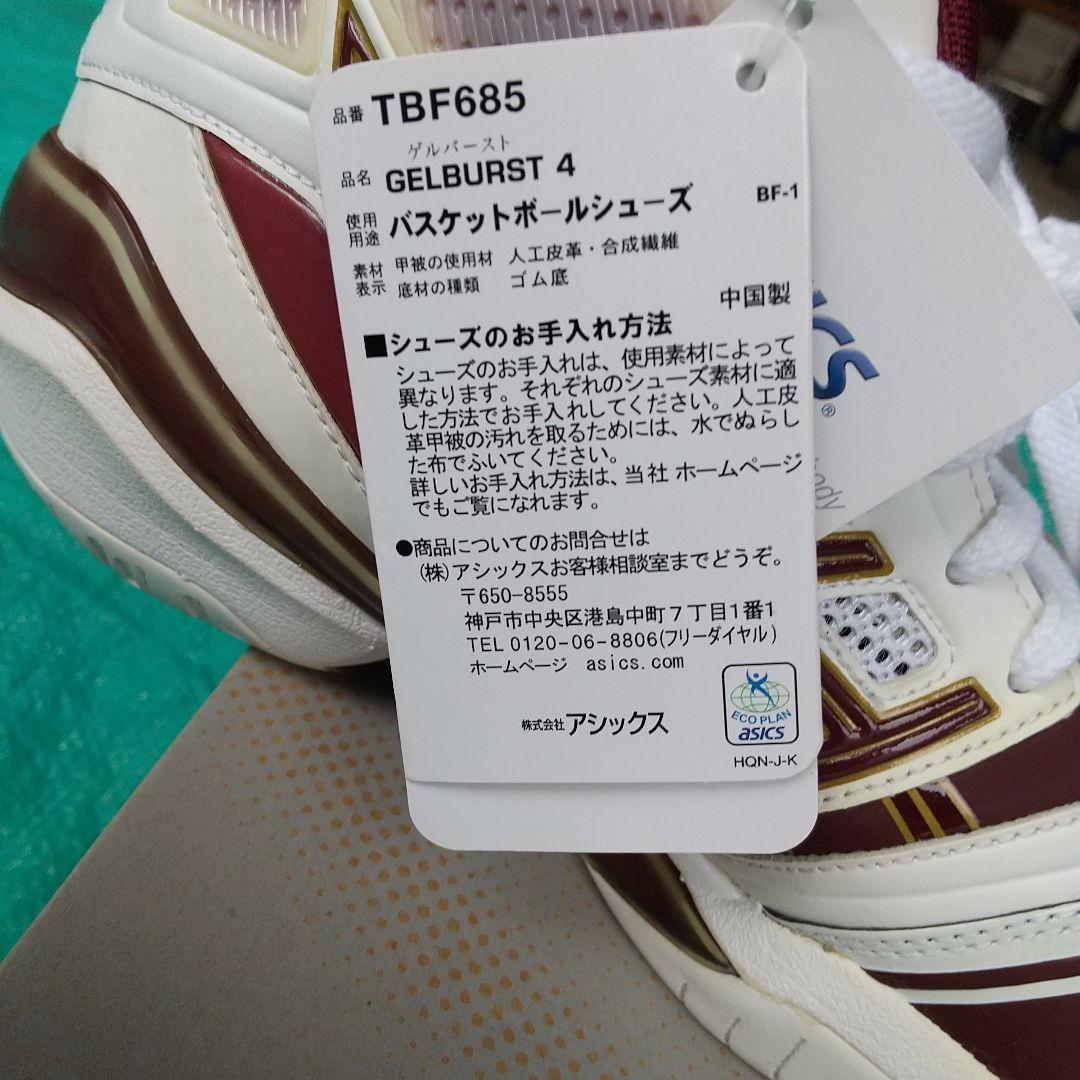 品番 TBF685
ゲルバースト
品名 GELBURST 4
使用用途 バスケットボールシューズ BF-1
素材表示 甲被の使用材 人工皮革・合成繊維
底材の種類 ゴム底
中国製
■シューズのお手入れ方法
シューズのお手入れは、使用素材によって
異なります。それぞれのシューズ素材に適
した方法でお手入れしてください。人工皮
革甲被の汚れを取るためには、水でぬらし
た布でふいてください。
詳しいお手入れ方法は、当社 ホームページ
でもご覧になれます。
●商品についてのお問合せは
(株)アシックスお客様相談室までどうぞ。
〒650-8555
神戸市中央区港島中町7丁目1番1
TEL 0120-06-8806(フリーダイヤル)
ホームページ asics.com
株式会社アシックス
ECO PLAN
asics
HQN-J-K
ics
®
ody